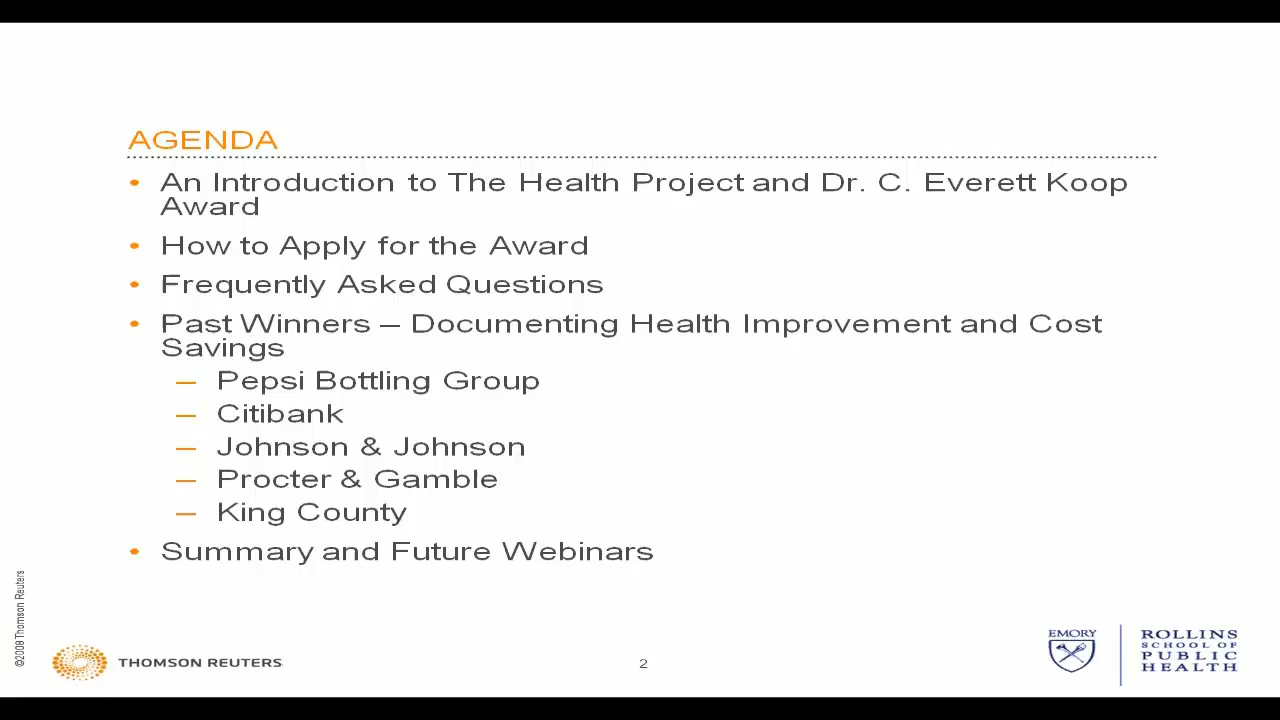 AGENDA
• An Introduction to The Health Project and Dr. C. Everett Koop
Award
• How to Apply for the Award
• Frequently Asked Questions
• Past Winners – Documenting Health Improvement and Cost
Savings
– Pepsi Bottling Group
– Citibank
– Johnson & Johnson
– Procter & Gamble
– King County
• Summary and Future Webinars
Thomson Reuters
THOMSON REUTERS
2
EMORY
ROLLINS
SCHOOL OF
PUBLIC
HEALTH